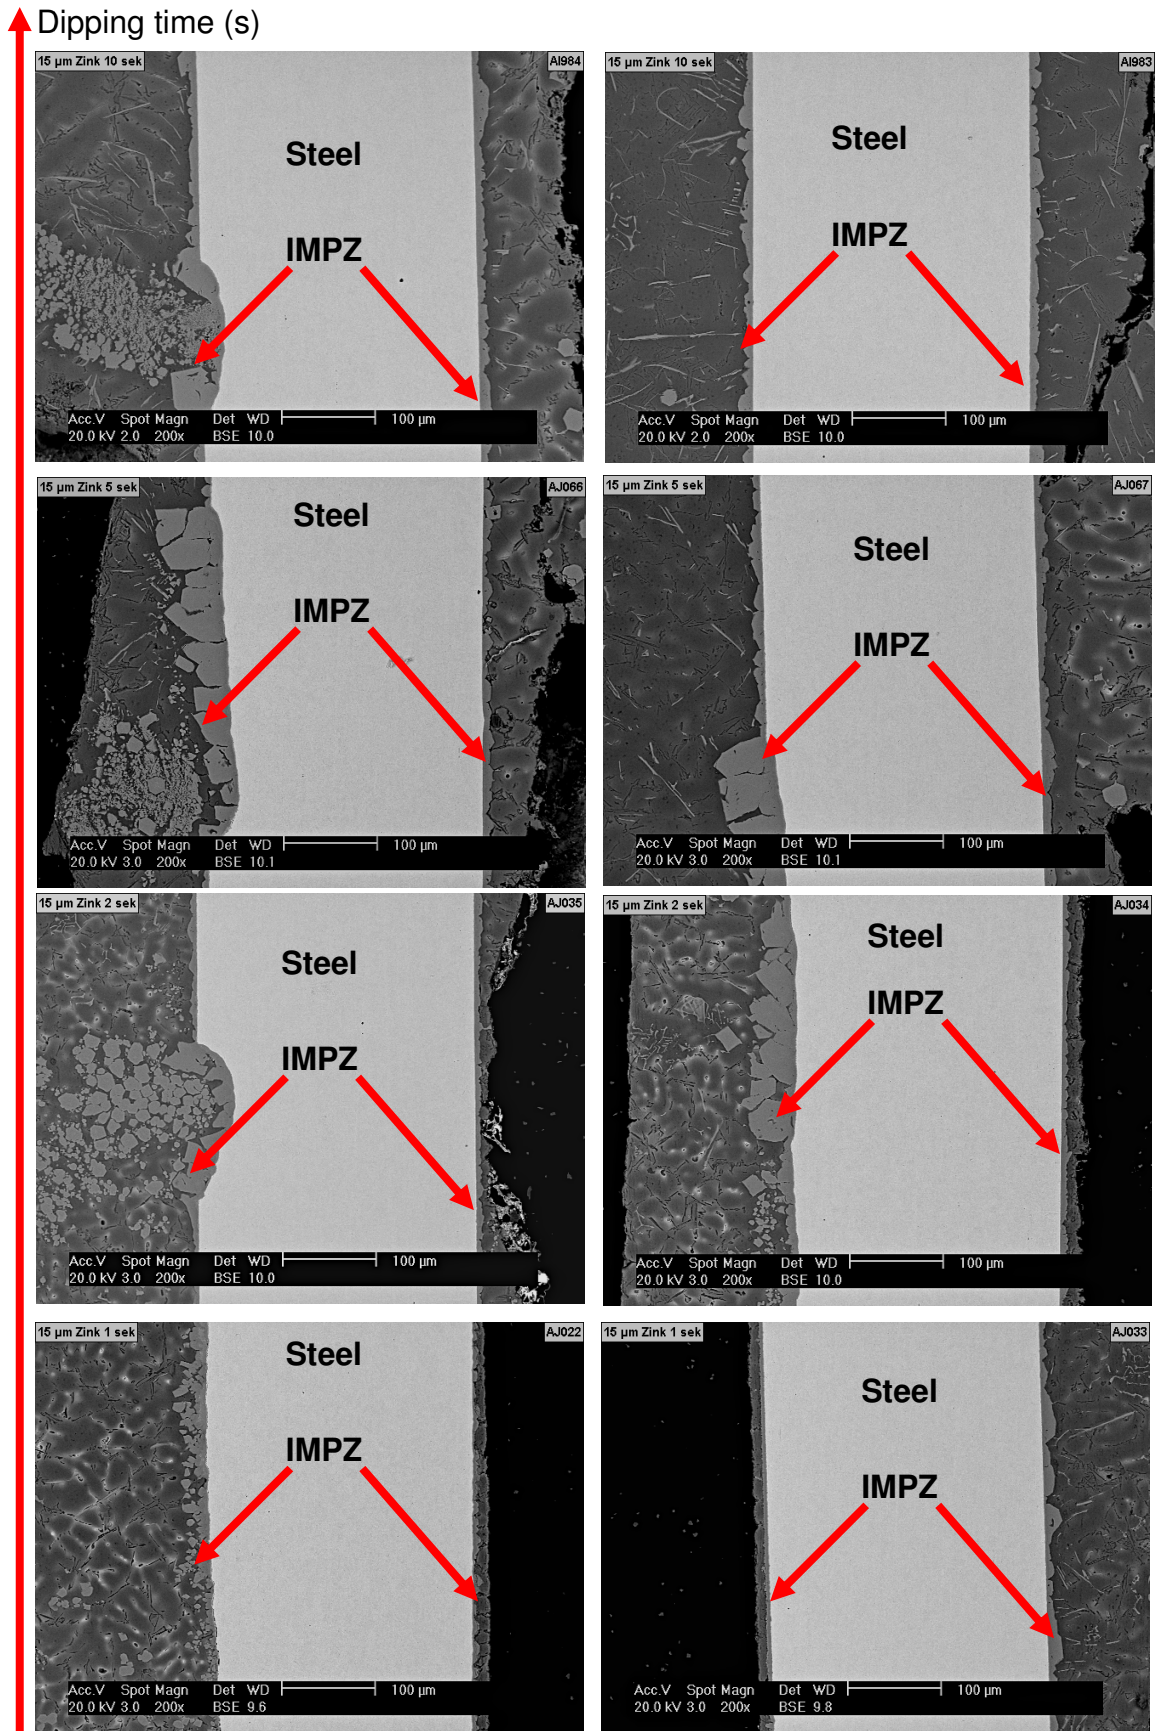 Dipping time (s)
15 µm Zink 10 sek
AI984
Steel
IMPZ
Acc.V Spot Magn Det WD 100 µm
20.0 kV 2.0 200x BSE 10.0
15 µm Zink 10 sek
AI983
Steel
IMPZ
Acc.V Spot Magn Det WD 100 µm
20.0 kV 2.0 200x BSE 10.0
15 µm Zink 5 sek
AJ066
Steel
IMPZ
Acc.V Spot Magn Det WD 100 µm
20.0 kV 3.0 200x BSE 10.1
15 µm Zink 5 sek
AJ067
Steel
IMPZ
Acc.V Spot Magn Det WD 100 µm
20.0 kV 3.0 200x BSE 10.1
15 µm Zink 2 sek
AJ035
Steel
IMPZ
Acc.V Spot Magn Det WD 100 µm
20.0 kV 3.0 200x BSE 10.0
15 µm Zink 2 sek
AJ034
Steel
IMPZ
Acc.V Spot Magn Det WD 100 µm
20.0 kV 3.0 200x BSE 10.0
15 µm Zink 1 sek
AJ022
Steel
IMPZ
Acc.V Spot Magn Det WD 100 µm
20.0 kV 3.0 200x BSE 9.6
15 µm Zink 1 sek
AJ033
Steel
IMPZ
Acc.V Spot Magn Det WD 100 µm
20.0 kV 3.0 200x BSE 9.8